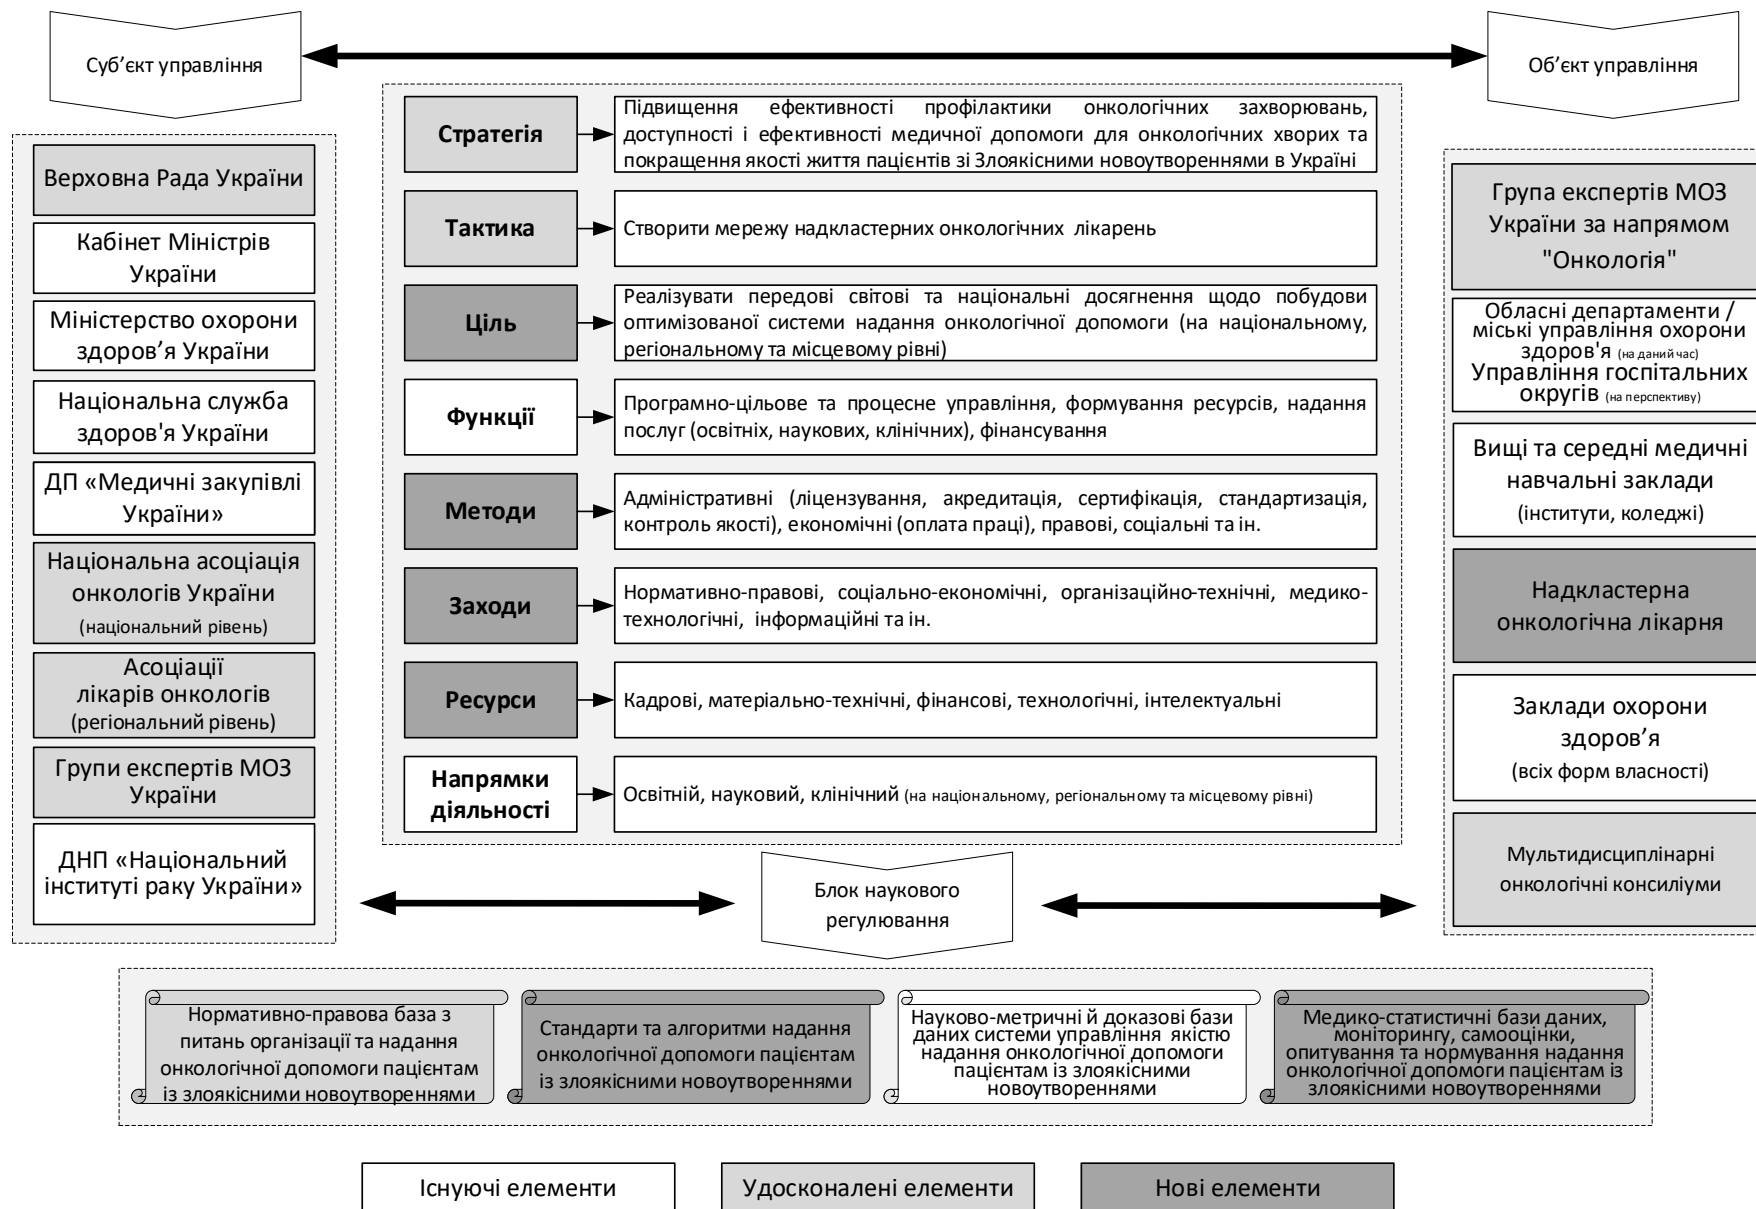 Суб’єкт управління
Об’єкт управління
Верховна Рада України
Кабінет Міністрів
України
Міністерство охорони
здоров’я України
Національна служба
здоров'я України
ДП «Медичні закупівлі
України»
Національна асоціація
онкологів України
(національний рівень)
Асоціації
лікарів онкологів
(регіональний рівень)
Групи експертів МОЗ
України
ДНП «Національний
інституті раку України»
Стратегія
Підвищення ефективності профілактики онкологічних захворювань,
доступності і ефективності медичної допомоги для онкологічних хворих та
покращення якості життя пацієнтів зі Злоякісними новоутвореннями в Україні
Тактика
Створити мережу надкластерних онкологічних лікарень
Ціль
Реалізувати передові світові та національні досягнення щодо побудови
оптимізованої системи надання онкологічної допомоги (на національному,
регіональному та місцевому рівні)
Функції
Програмно-цільове та процесне управління, формування ресурсів, надання
послуг (освітніх, наукових, клінічних), фінансування
Методи
Адміністративні (ліцензування, акредитація, сертифікація, стандартизація,
контроль якості), економічні (оплата праці), правові, соціальні та ін.
Заходи
Нормативно-правові, соціально-економічні, організаційно-технічні, медико-
технологічні, інформаційні та ін.
Ресурси
Кадрові, матеріально-технічні, фінансові, технологічні, інтелектуальні
Напрямки
діяльності
Освітній, науковий, клінічний (на національному, регіональному та місцевому рівні)
Група експертів МОЗ
України за напрямом
"Онкологія"
Обласні департаменти /
міські управління охорони
здоров'я (на даний час)
Управління госпітальних
округів (на перспективу)
Вищі та середні медичні
навчальні заклади
(інститути, коледжі)
Надкластерна
онкологічна лікарня
Заклади охорони
здоров’я
(всіх форм власності)
Мультидисциплінарні
онкологічні консиліуми
Блок наукового
регулювання
Нормативно-правова база з
питань організації та надання
онкологічної допомоги пацієнтам
із злоякісними новоутвореннями
Стандарти та алгоритми надання
онкологічної допомоги пацієнтам
із злоякісними новоутвореннями
Науково-метричні й доказові бази
даних системи управління якістю
надання онкологічної допомоги
пацієнтам із злоякісними
новоутвореннями
Медико-статистичні бази даних,
моніторингу, самооцінки,
опитування та нормування надання
онкологічної допомоги пацієнтам із
злоякісними новоутвореннями
Існуючі елементи
Удосконалені елементи
Нові елементи